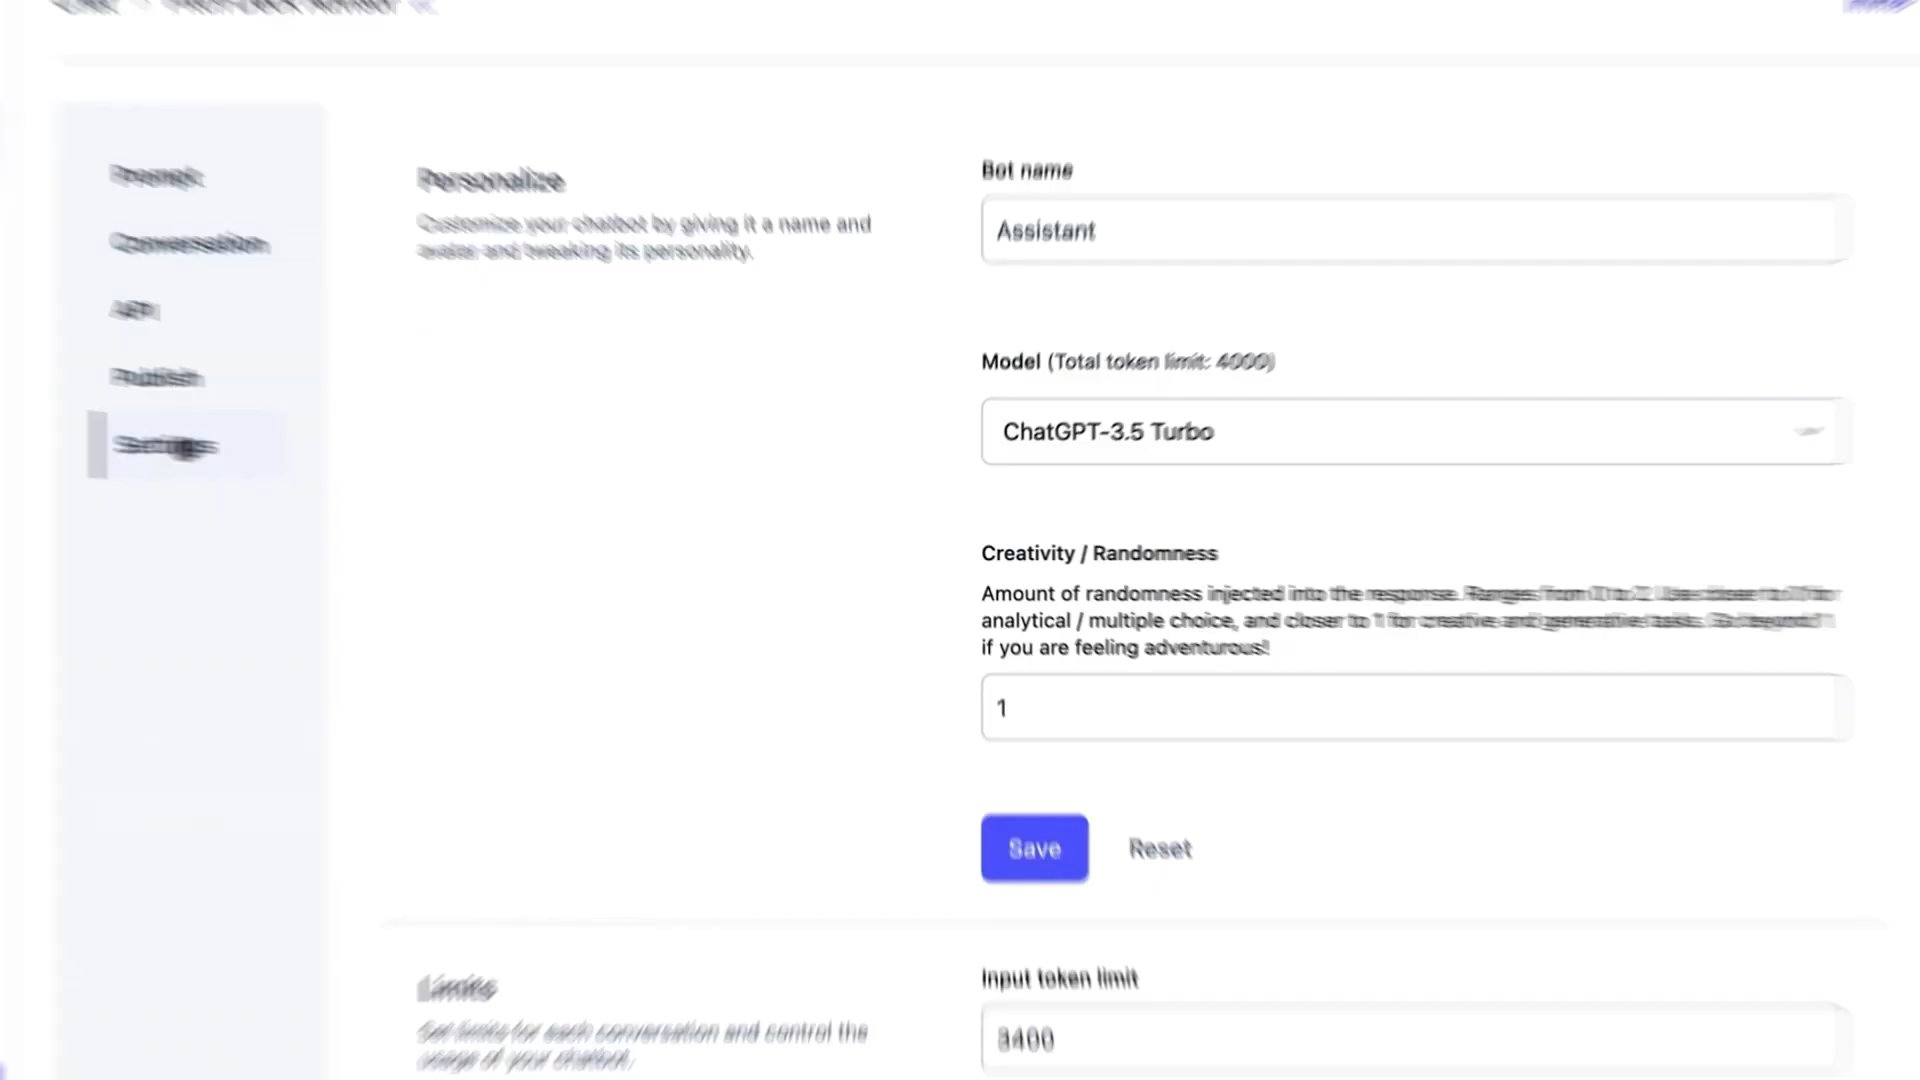 Conversation
API
Publish
Settings
Personalize
Customize your chatbot by giving it a name and
avatar and tweaking its personality.
Bot name
Assistant
Model (Total token limit: 4000)
ChatGPT-3.5 Turbo
Creativity / Randomness
Amount of randomness injected into the response. Ranges from 0 to 2. Use closer to 0 for
analytical / multiple choice, and closer to 1 for creative and generative tasks. Go beyond 1
if you are feeling adventurous!
1
Save Reset
Limits
Set limits for each conversation and control the
usage of your chatbot.
Input token limit
3400